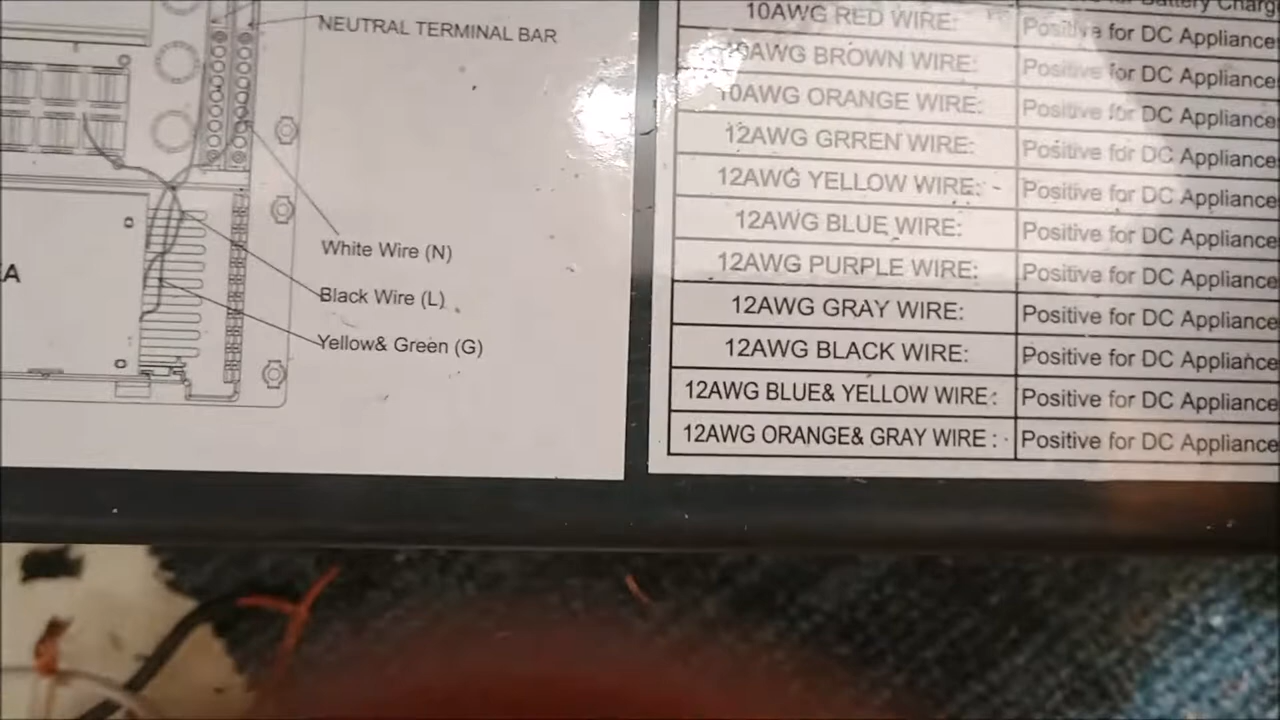 NEUTRAL TERMINAL BAR
White Wire (N)
Black Wire (L)
Yellow& Green (G)
for Battery Charg
10AWG RED WIRE: Positive for DC Appliance
10AWG BROWN WIRE: Positive for DC Appliance
10AWG ORANGE WIRE: Positive for DC Appliance
12AWG GRREN WIRE: Positive for DC Appliance
12AWG YELLOW WIRE: Positive for DC Appliance
12AWG BLUE WIRE: Positive for DC Appliance
12AWG PURPLE WIRE: Positive for DC Appliance
12AWG GRAY WIRE: Positive for DC Appliance
12AWG BLACK WIRE: Positive for DC Appliance
12AWG BLUE& YELLOW WIRE: Positive for DC Appliance
12AWG ORANGE& GRAY WIRE: Positive for DC Appliance